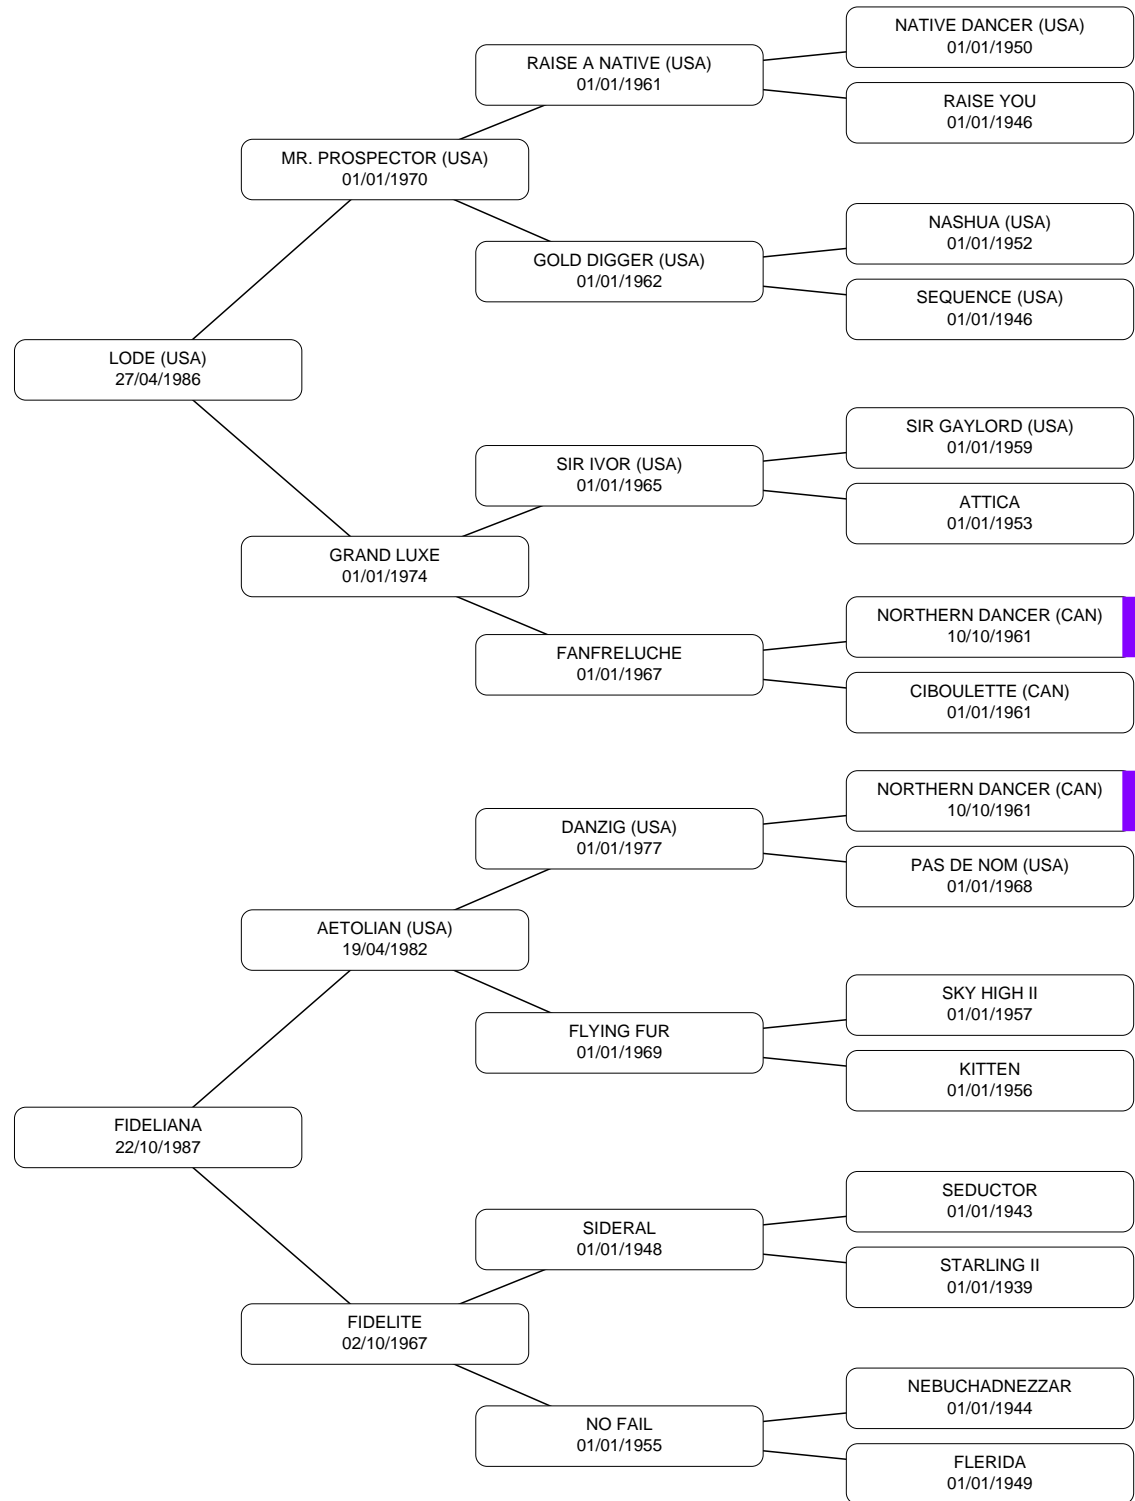 NATIVE DANCER (USA)
01/01/1950
RAISE A NATIVE (USA)
01/01/1961
RAISE YOU
01/01/1946
MR. PROSPECTOR (USA)
01/01/1970
NASHUA (USA)
01/01/1952
GOLD DIGGER (USA)
01/01/1962
SEQUENCE (USA)
01/01/1946
LODE (USA)
27/04/1986
SIR GAYLORD (USA)
01/01/1959
SIR IVOR (USA)
01/01/1965
ATTICA
01/01/1953
GRAND LUXE
01/01/1974
NORTHERN DANCER (CAN)
10/10/1961
FANFRELUCHE
01/01/1967
CIBOULETTE (CAN)
01/01/1961
NORTHERN DANCER (CAN)
10/10/1961
DANZIG (USA)
01/01/1977
PAS DE NOM (USA)
01/01/1968
AETOLIAN (USA)
19/04/1982
SKY HIGH II
01/01/1957
FLYING FUR
01/01/1969
KITTEN
01/01/1956
FIDELIANA
22/10/1987
SEDUCTOR
01/01/1943
SIDERAL
01/01/1948
STARLING II
01/01/1939
FIDELITE
02/10/1967
NEBUCHADNEZZAR
01/01/1944
NO FAIL
01/01/1955
FLERIDA
01/01/1949